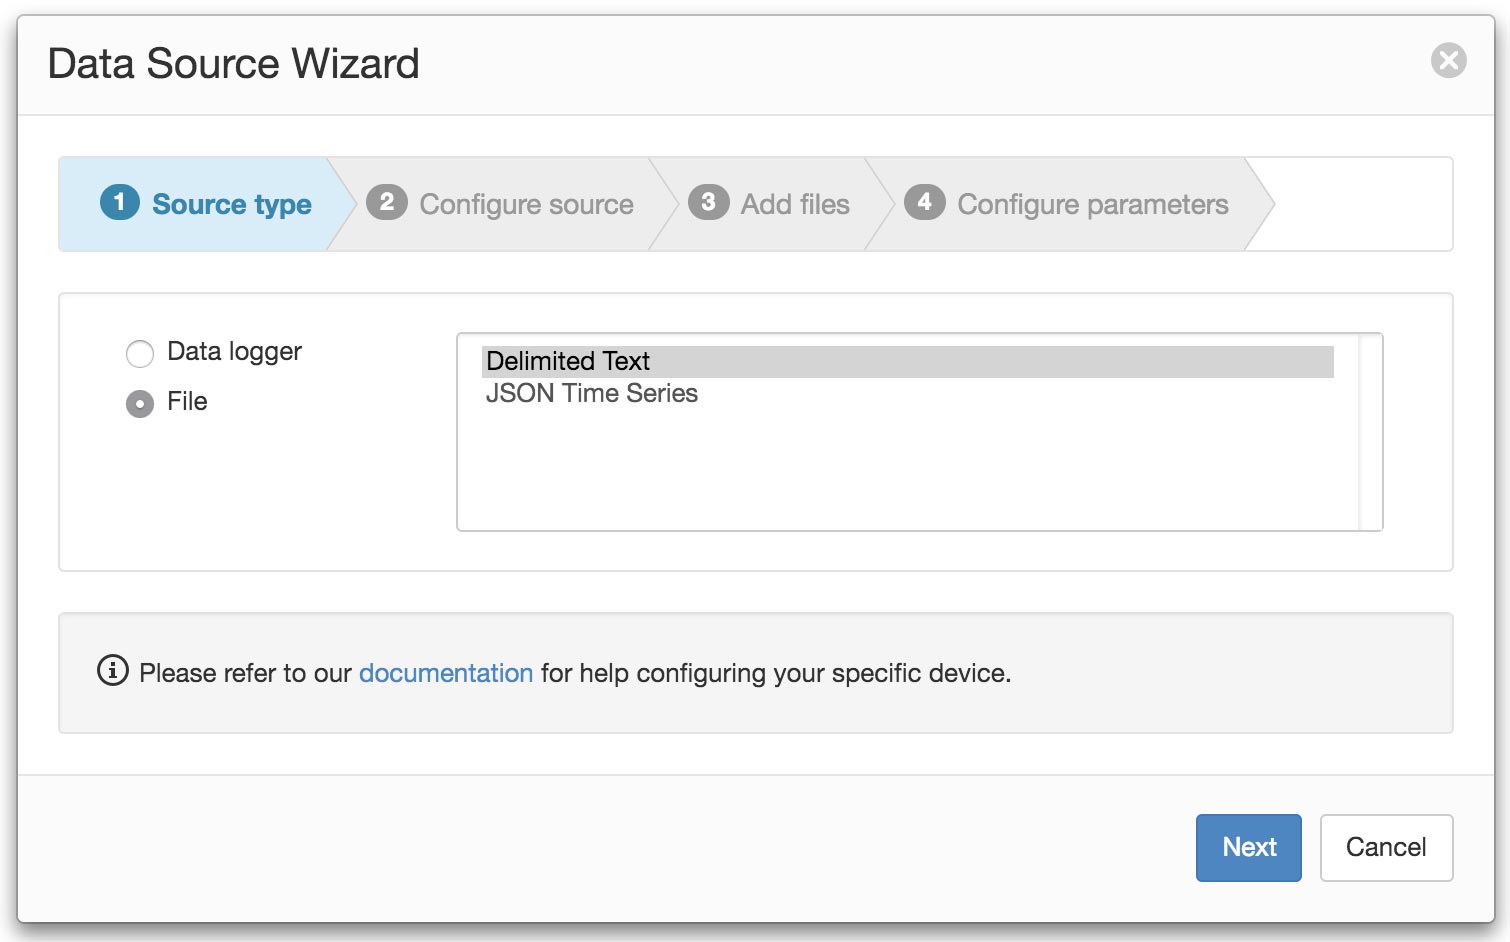 Data Source Wizard
1 Source type 2 Configure source 3 Add files 4 Configure parameters
Data logger
File
Delimited Text
JSON Time Series
Please refer to our documentation for help configuring your specific device.
Next Cancel